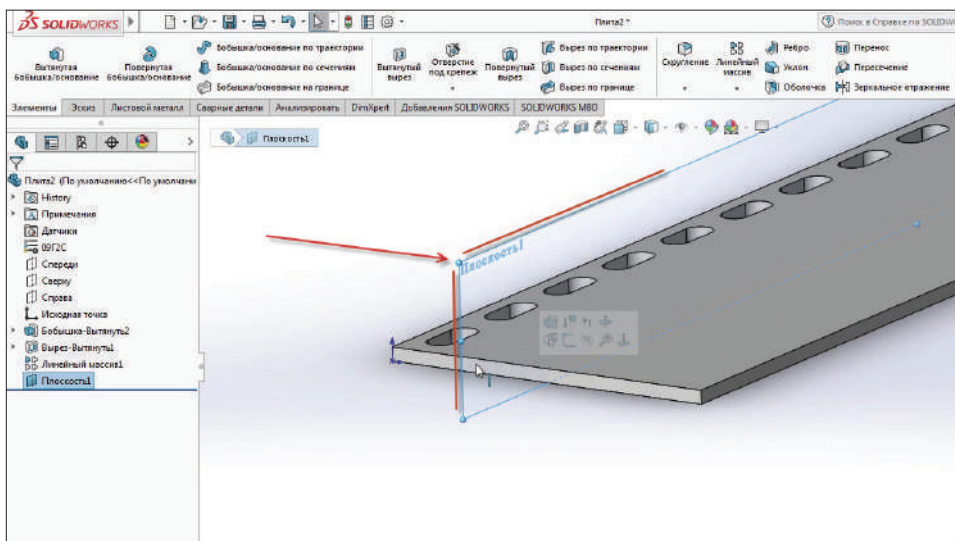 SOLIDWORKS
Плита2 *
Поиск в Справке по SOLIDWO
Вытянутая бобышка/основание
Повернутая бобышка/основание
Бобышка/основание по траектории
Бобышка/основание по сечениям
Бобышка/основание на границе
Вытянутый вырез
Отверстие под крепеж
Повернутый вырез
Вырез по траектории
Вырез по сечениям
Вырез по границе
Скругление
Линейный массив
Ребро
Уклон
Оболочка
Перенос
Пересечение
Зеркальное отражение
Элементы
Эскиз
Листовой металл
Сварные детали
Анализировать
DimXpert
Добавления SOLIDWORKS
SOLIDWORKS MBD
Плоскость1
Плита2 (По умолчанию<<По умолчани
History
Примечания
Датчики
09Г2С
Спереди
Сверху
Справа
Исходная точка
Бобышка-Вытянуть2
Вырез-Вытянуть1
Линейный массив1
Плоскость1
Плоскость1